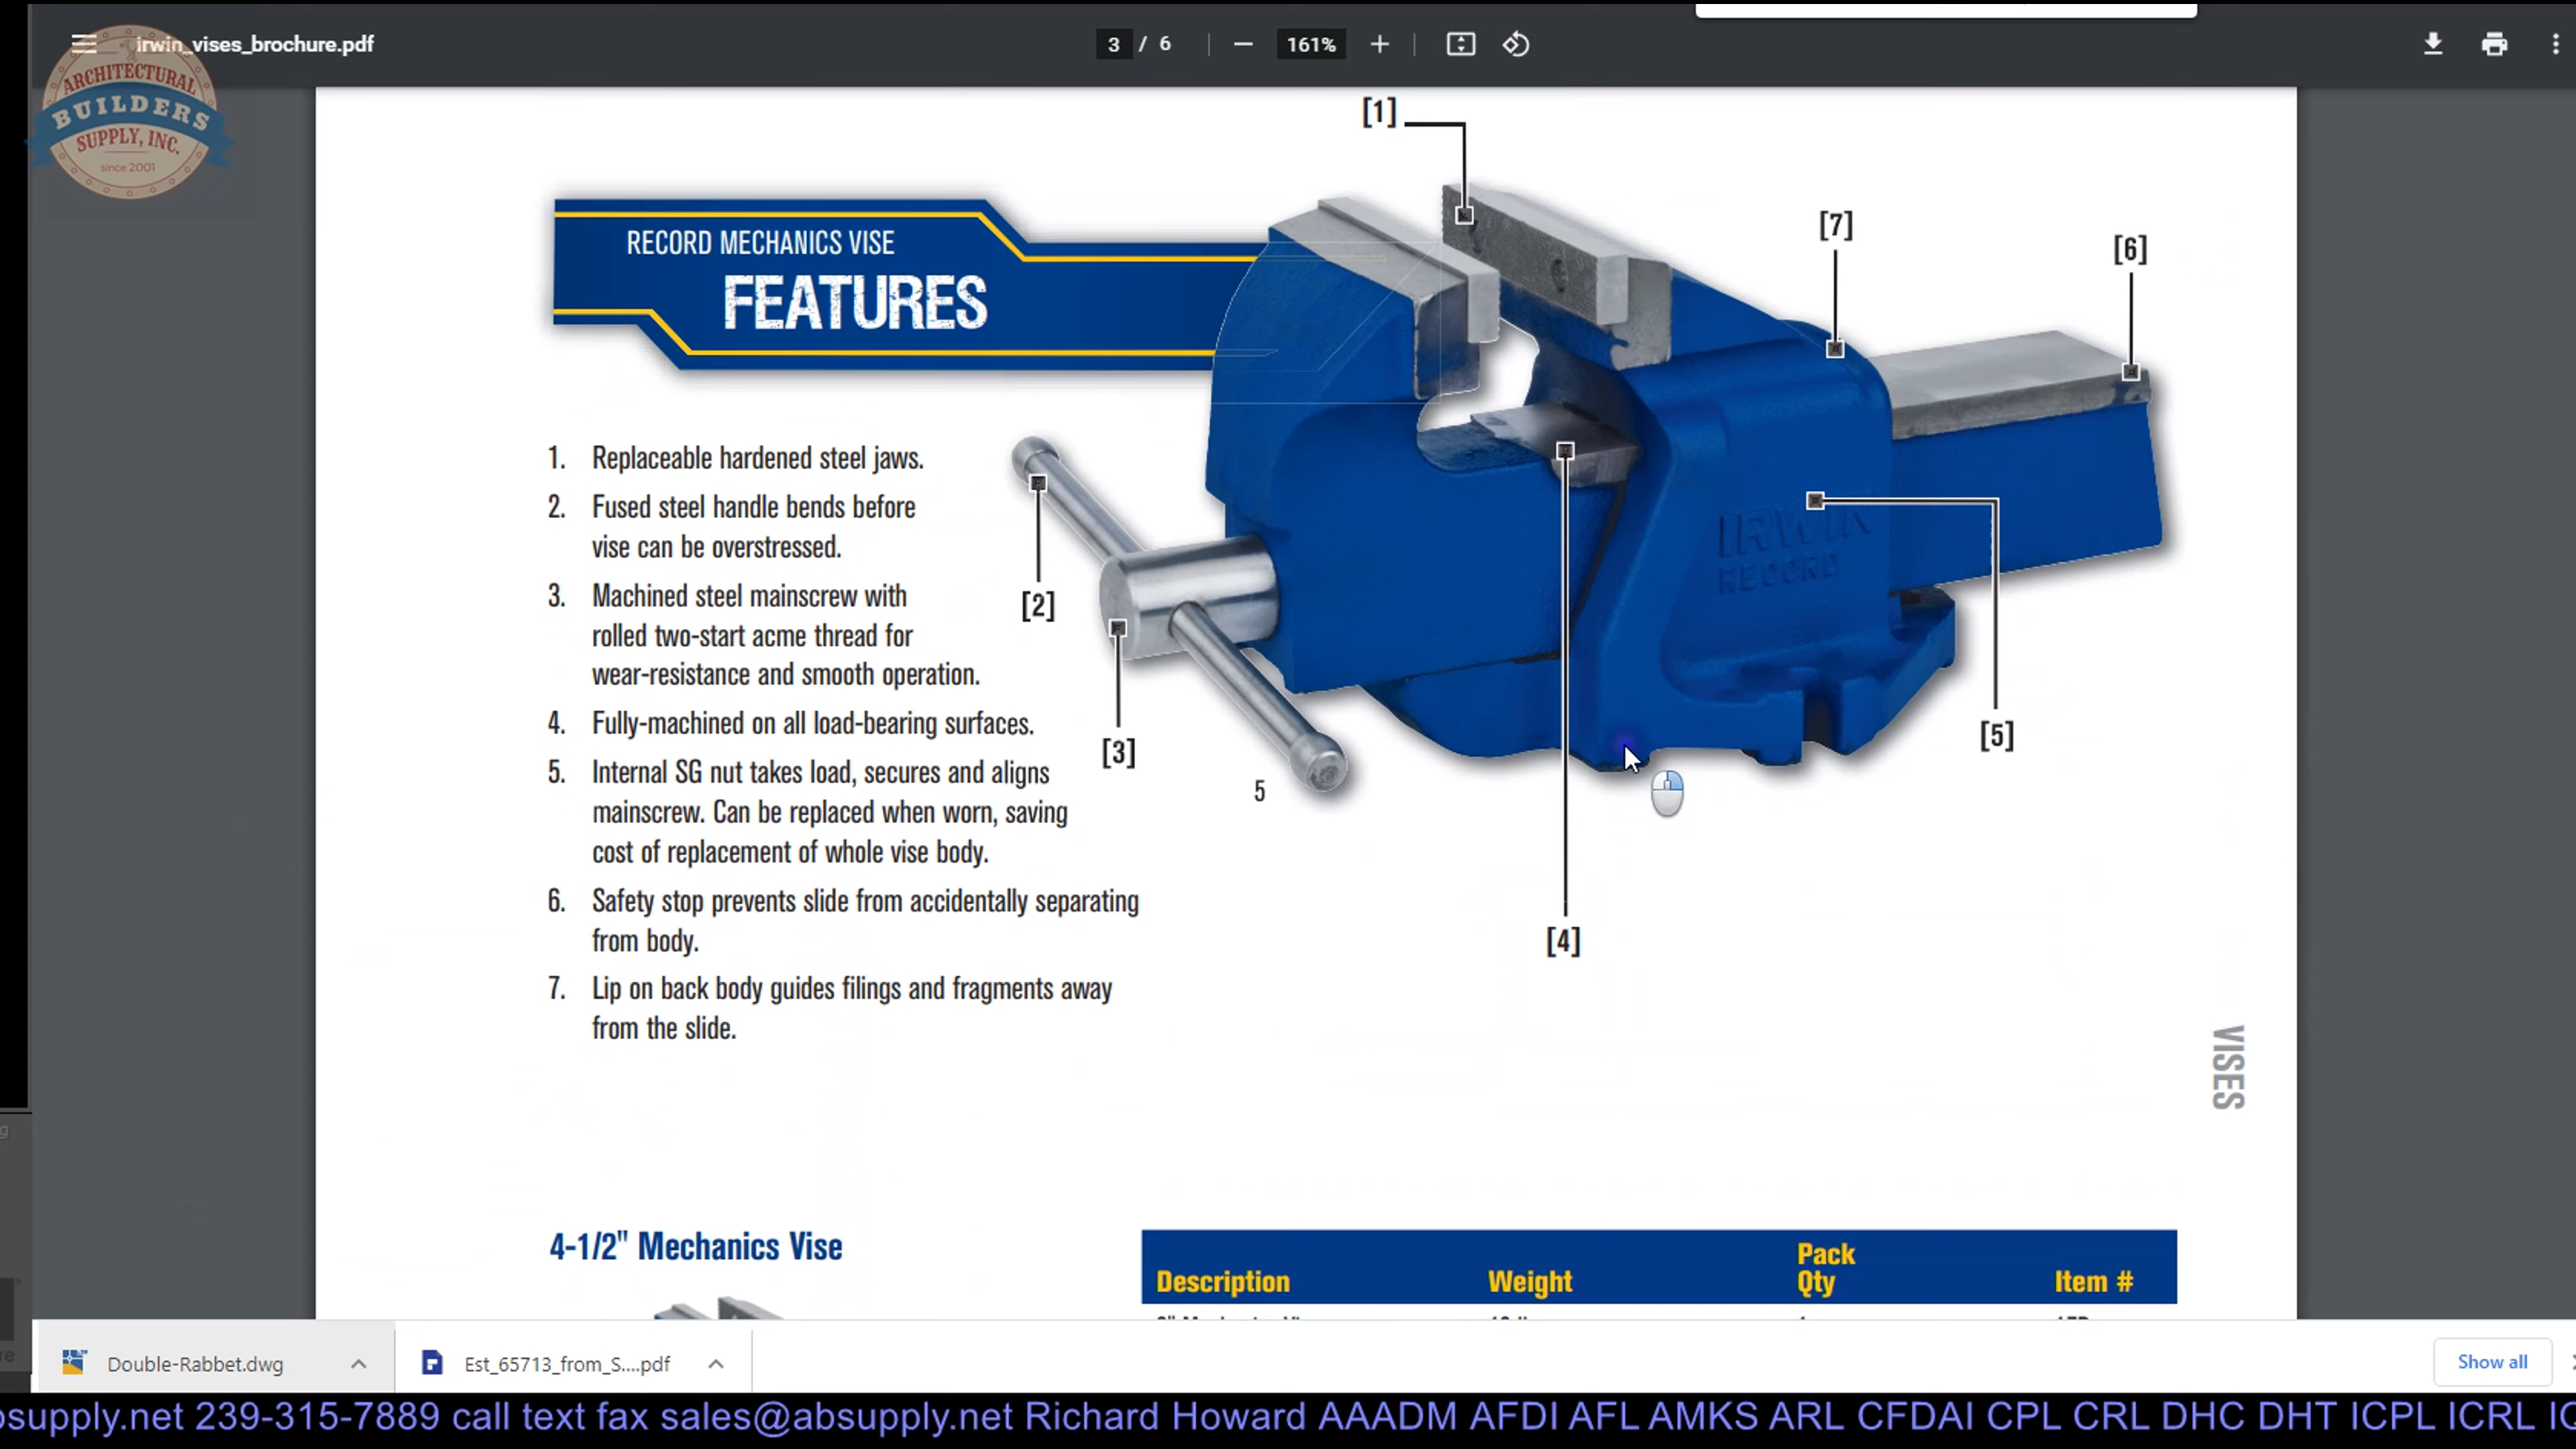 irwin_vises_brochure.pdf
3 / 6
161%
ARCHITECTURAL
BUILDERS
SUPPLY, INC.
since 2001
RECORD MECHANICS VISE
FEATURES
[1]
[7]
[6]
[2]
[3]
[5]
[4]
IRWIN
RECORD
1. Replaceable hardened steel jaws.
2. Fused steel handle bends before
vise can be overstressed.
3. Machined steel mainscrew with
rolled two-start acme thread for
wear-resistance and smooth operation.
4. Fully-machined on all load-bearing surfaces.
5. Internal SG nut takes load, secures and aligns
mainscrew. Can be replaced when worn, saving
cost of replacement of whole vise body.
5
6. Safety stop prevents slide from accidentally separating
from body.
7. Lip on back body guides filings and fragments away
from the slide.
VISES
4-1/2" Mechanics Vise
Description Weight Pack Qty Item #
Double-Rabbet.dwg
Est_65713_from_S....pdf
Show all
osupply.net 239-315-7889 call text fax sales@absupply.net Richard Howard AAADM AFDI AFL AMKS ARL CFDAI CPL CRL DHC DHT ICPL ICRL